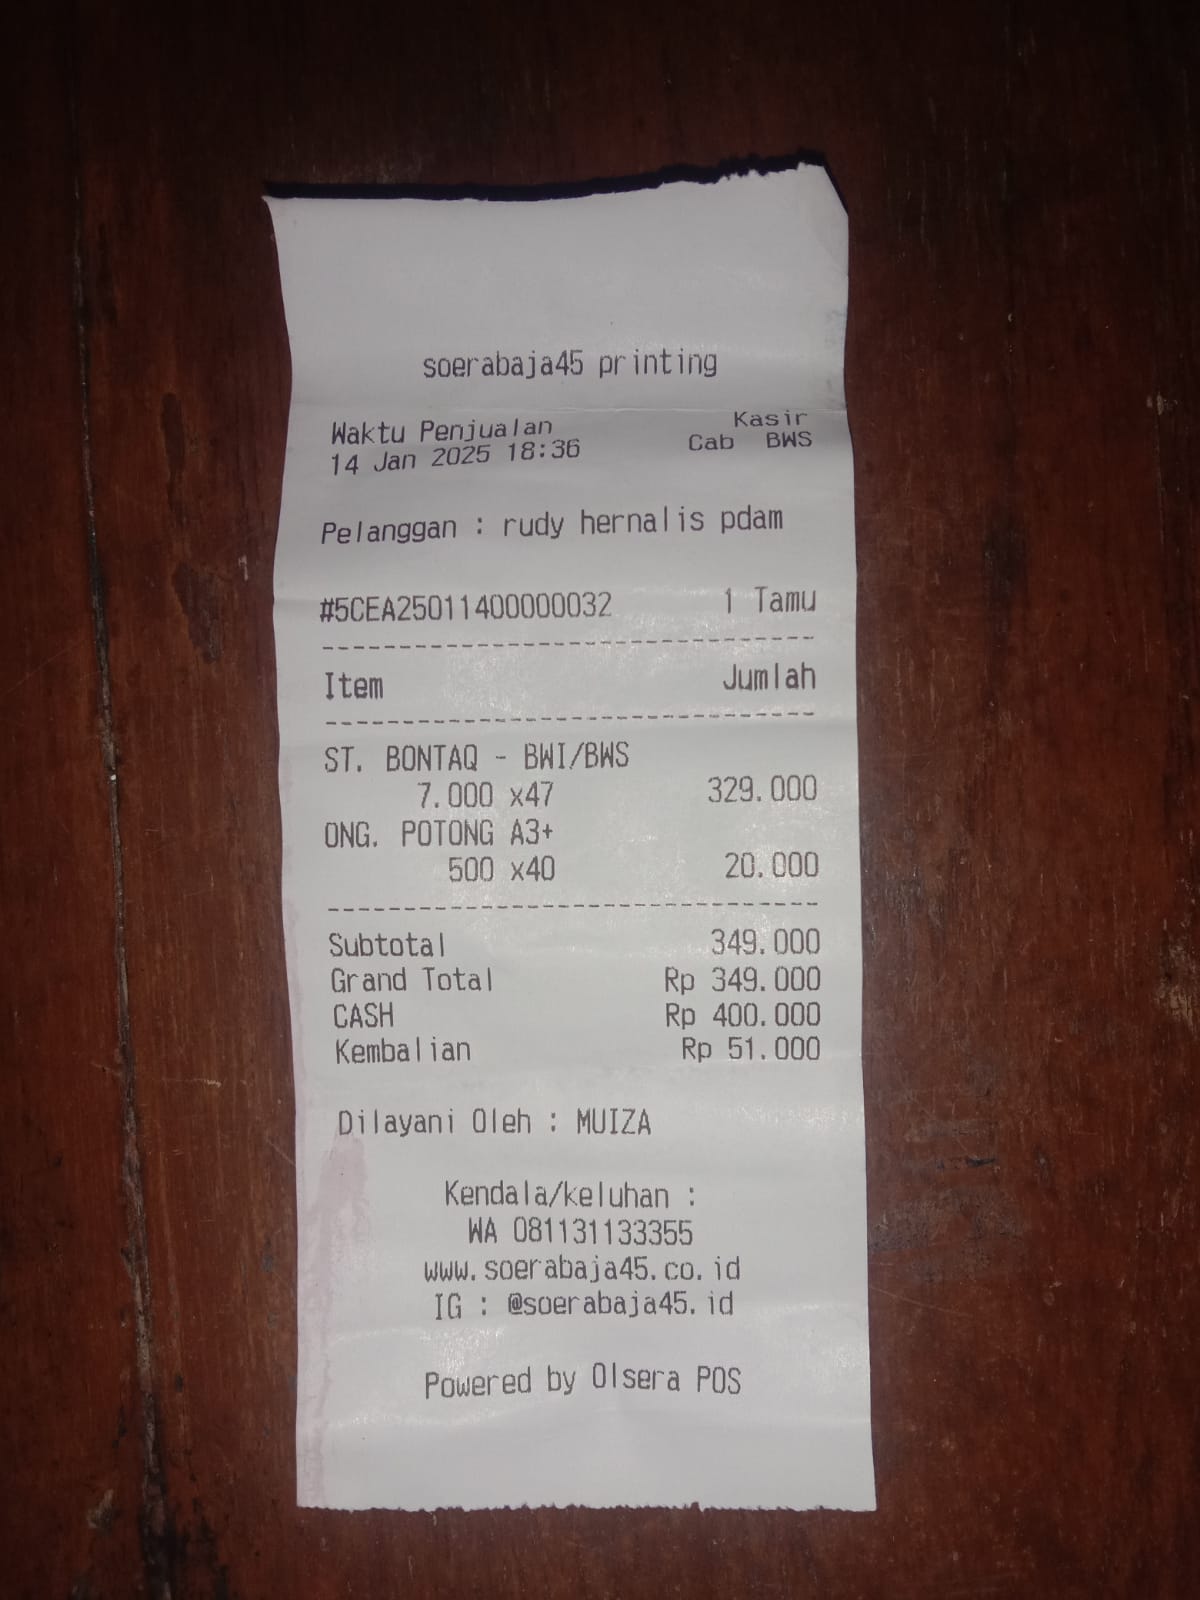 soerabaja45 printing
Waktu Penjualan Kasir
14 Jan 2025 18:36 Cab BWS
Pelanggan : rudy hernalis pdam
#5CEA25011400000032 1 Tamu
--------------------------------
Item Jumlah
--------------------------------
ST. BONTAQ - BWI/BWS
7.000 x47 329.000
ONG. POTONG A3+
500 x40 20.000
--------------------------------
Subtotal 349.000
Grand Total Rp 349.000
CASH Rp 400.000
Kembalian Rp 51.000
Dilayani Oleh : MUIZA
Kendala/keluhan :
WA 081131133355
www.soerabaja45.co.id
IG : @soerabaja45.id
Powered by Olsera POS